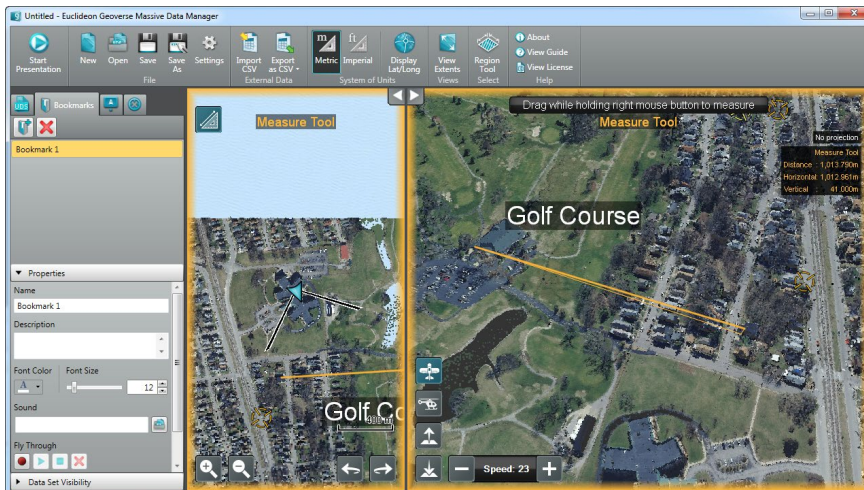 Untitled - Euclideon Geoverse Massive Data Manager
Start Presentation
New
Open
Save
Save As
Settings
File
Import CSV
Export as CSV
External Data
m
Metric
ft
Imperial
Display Lat/Long
System of Units
View Extents
Views
Region Tool
Select
About
View Guide
View License
Help
UDS
Bookmarks
Bookmark 1
Properties
Name
Bookmark 1
Description
Font Color
Font Size
A
12
Sound
Fly Through
Data Set Visibility
Measure Tool
Golf Co
400 m
Drag while holding right mouse button to measure
Measure Tool
No projection
Measure Tool
Distance : 1,013.790m
Horizontal: 1,012.961m
Vertical : 41.000m
Golf Course
Speed: 23